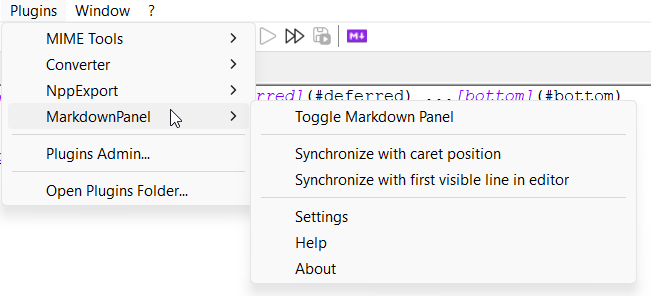 Plugins Window ?
MIME Tools
Converter
NppExport
MarkdownPanel
Plugins Admin...
Open Plugins Folder...
M↓
rred](#deferred) ...[bottom](#bottom)
Toggle Markdown Panel
Synchronize with caret position
Synchronize with first visible line in editor
Settings
Help
About